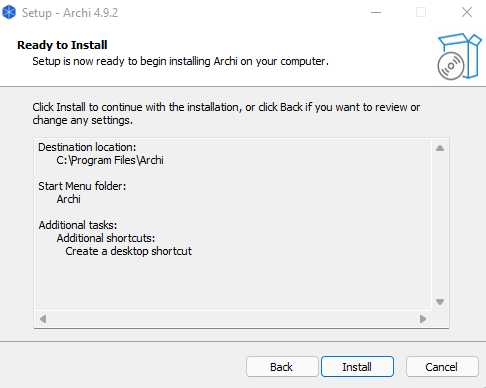 Setup - Archi 4.9.2
Ready to Install
Setup is now ready to begin installing Archi on your computer.
Click Install to continue with the installation, or click Back if you want to review or
change any settings.
Destination location:
C:\Program Files\Archi
Start Menu folder:
Archi
Additional tasks:
Additional shortcuts:
Create a desktop shortcut
Back
Install
Cancel